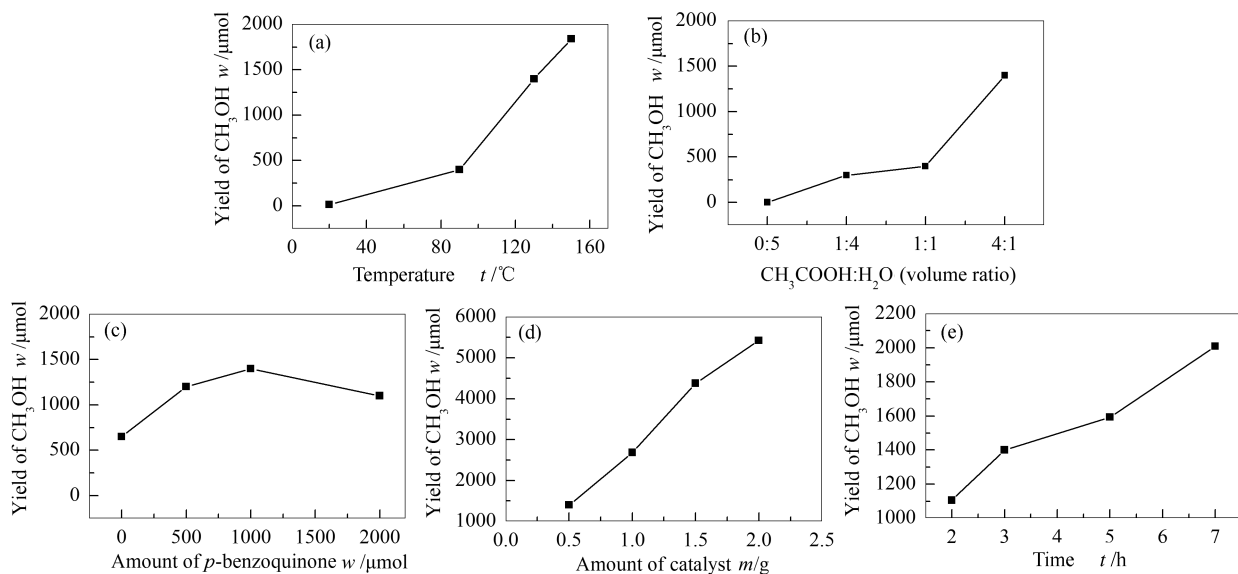 (a)
Yield of CH₃OH w /μmol
2000
1500
1000
500
0
0 40 80 120 160
Temperature t /℃
(b)
Yield of CH₃OH w /μmol
2000
1500
1000
500
0
0:5 1:4 1:1 4:1
CH₃COOH:H₂O (volume ratio)
(c)
Yield of CH₃OH w /μmol
2000
1500
1000
500
0
0 500 1000 1500 2000
Amount of p-benzoquinone w /μmol
(d)
Yield of CH₃OH w /μmol
6000
5000
4000
3000
2000
1000
0.0 0.5 1.0 1.5 2.0 2.5
Amount of catalyst m/g
(e)
Yield of CH₃OH w /μmol
2200
2000
1800
1600
1400
1200
1000
2 3 4 5 6 7
Time t /h